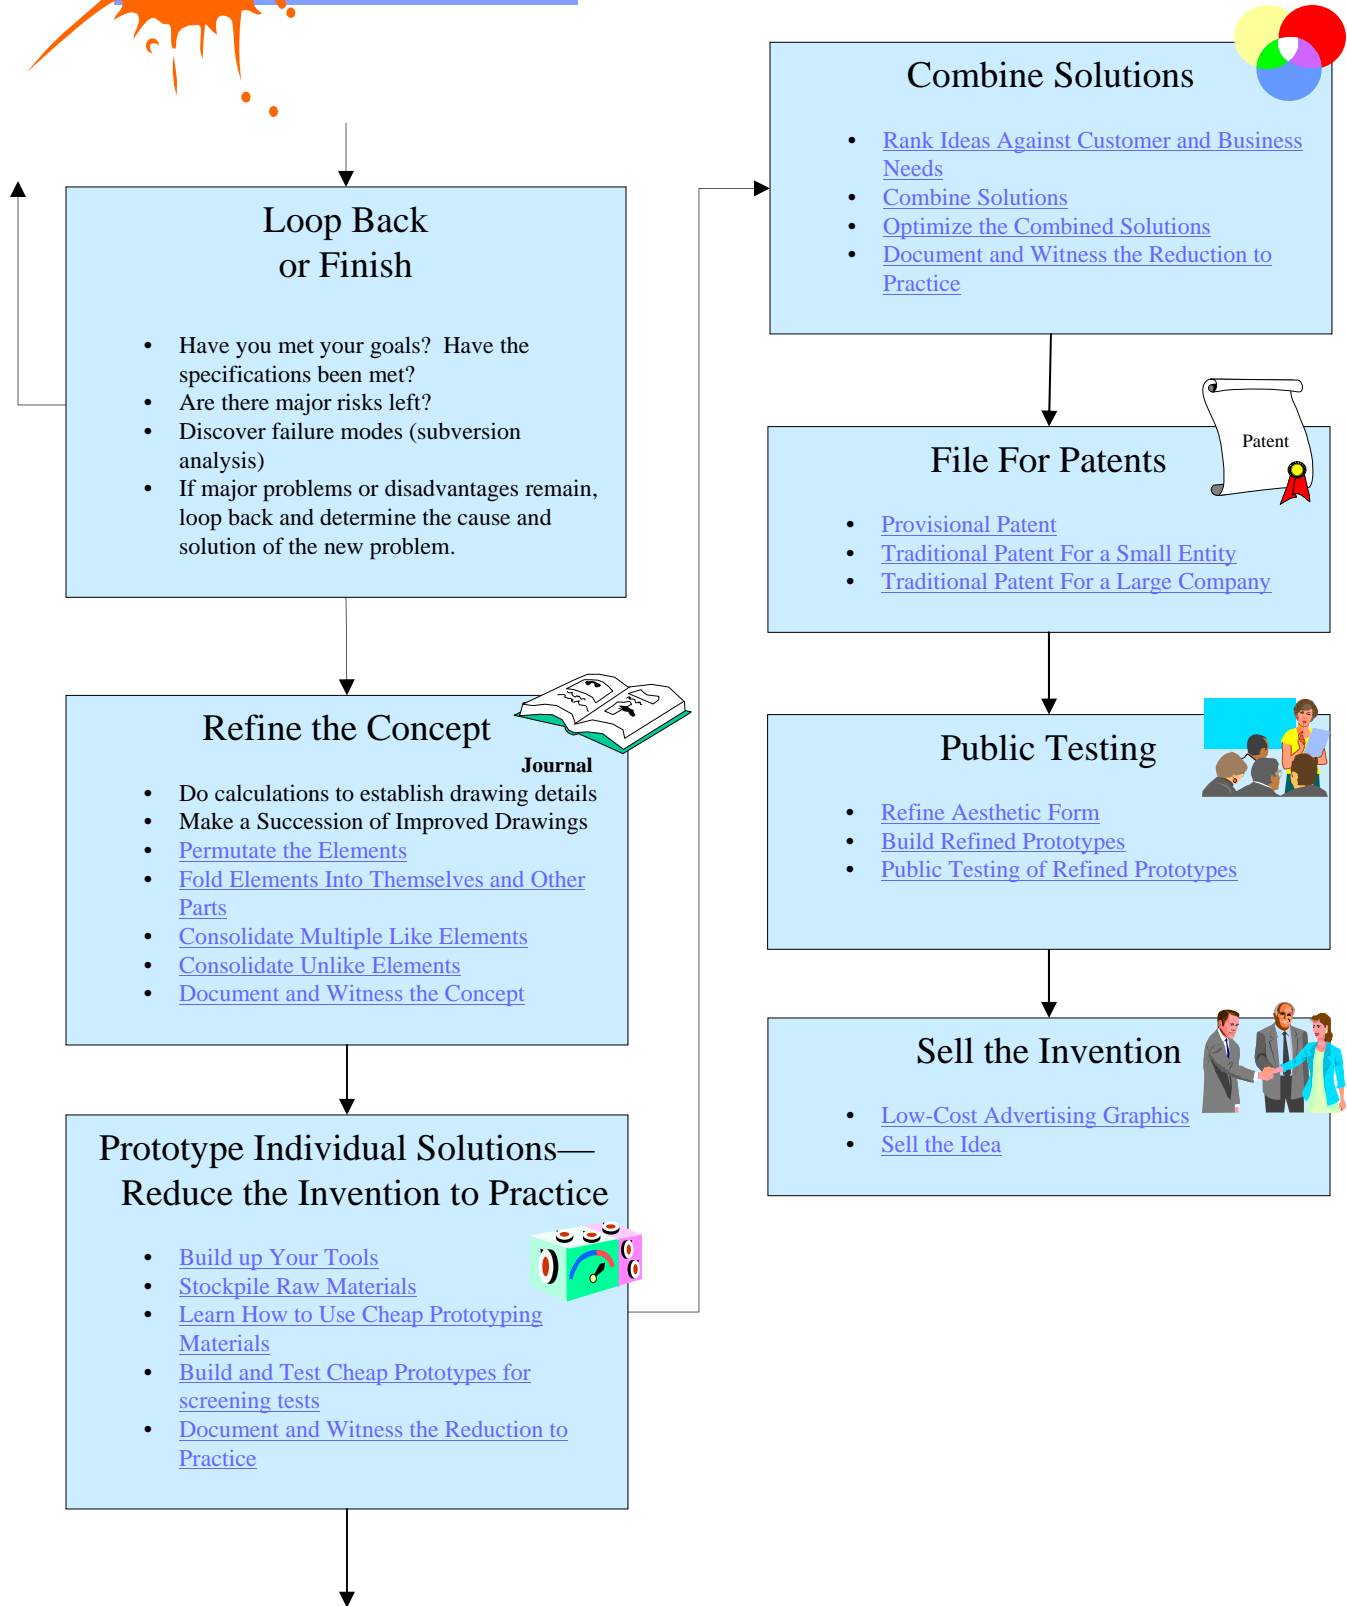 Loop Back
or Finish
• Have you met your goals?  Have the
specifications been met?
• Are there major risks left?
• Discover failure modes (subversion
analysis)
• If major problems or disadvantages remain,
loop back and determine the cause and
solution of the new problem.
Refine the Concept
Journal
• Do calculations to establish drawing details
• Make a Succession of Improved Drawings
• Permutate the Elements
• Fold Elements Into Themselves and Other
Parts
• Consolidate Multiple Like Elements
• Consolidate Unlike Elements
• Document and Witness the Concept
Prototype Individual Solutions—
Reduce the Invention to Practice
• Build up Your Tools
• Stockpile Raw Materials
• Learn How to Use Cheap Prototyping
Materials
• Build and Test Cheap Prototypes for
screening tests
• Document and Witness the Reduction to
Practice
Combine Solutions
• Rank Ideas Against Customer and Business
Needs
• Combine Solutions
• Optimize the Combined Solutions
• Document and Witness the Reduction to
Practice
Patent
File For Patents
• Provisional Patent
• Traditional Patent For a Small Entity
• Traditional Patent For a Large Company
Public Testing
• Refine Aesthetic Form
• Build Refined Prototypes
• Public Testing of Refined Prototypes
Sell the Invention
• Low-Cost Advertising Graphics
• Sell the Idea